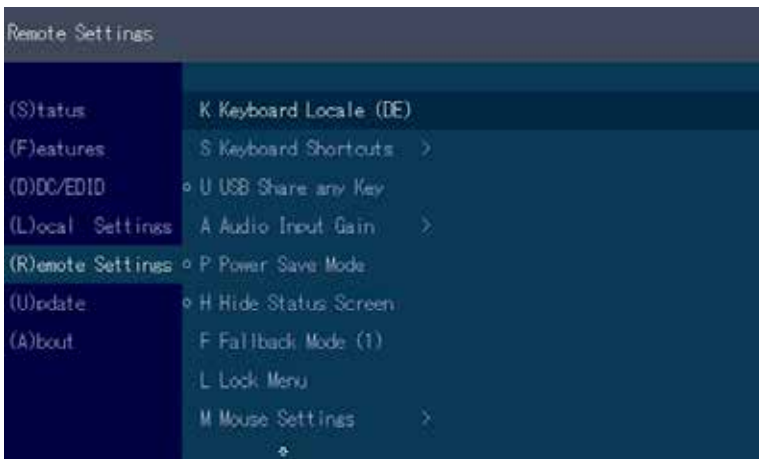 Remote Settings
(S)tatus
K Keyboard Locale (DE)
(F)eatures
S Keyboard Shortcuts >
(D)DC/EDID
U USB Share any Key
(L)ocal Settings
A Audio Input Gain >
(R)emote Settings
P Power Save Mode
(U)pdate
H Hide Status Screen
(A)bout
F Fallback Mode (1)
L Lock Menu
M Mouse Settings >